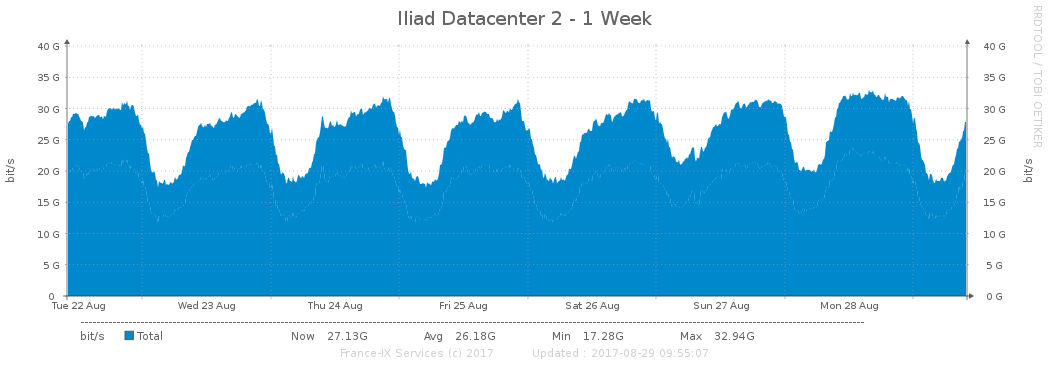 Iliad Datacenter 2 - 1 Week
RRDTOOL / TOBI OETIKER
bit/s
40 G 40 G
35 G 35 G
30 G 30 G
25 G 25 G
20 G 20 G
15 G 15 G
10 G 10 G
5 G 5 G
0 0 G
bit/s
Tue 22 Aug Wed 23 Aug Thu 24 Aug Fri 25 Aug Sat 26 Aug Sun 27 Aug Mon 28 Aug
bit/s Total Now 27.13G Avg 26.18G Min 17.28G Max 32.94G
France-IX Services (c) 2017 Updated : 2017-08-29 09:55:07